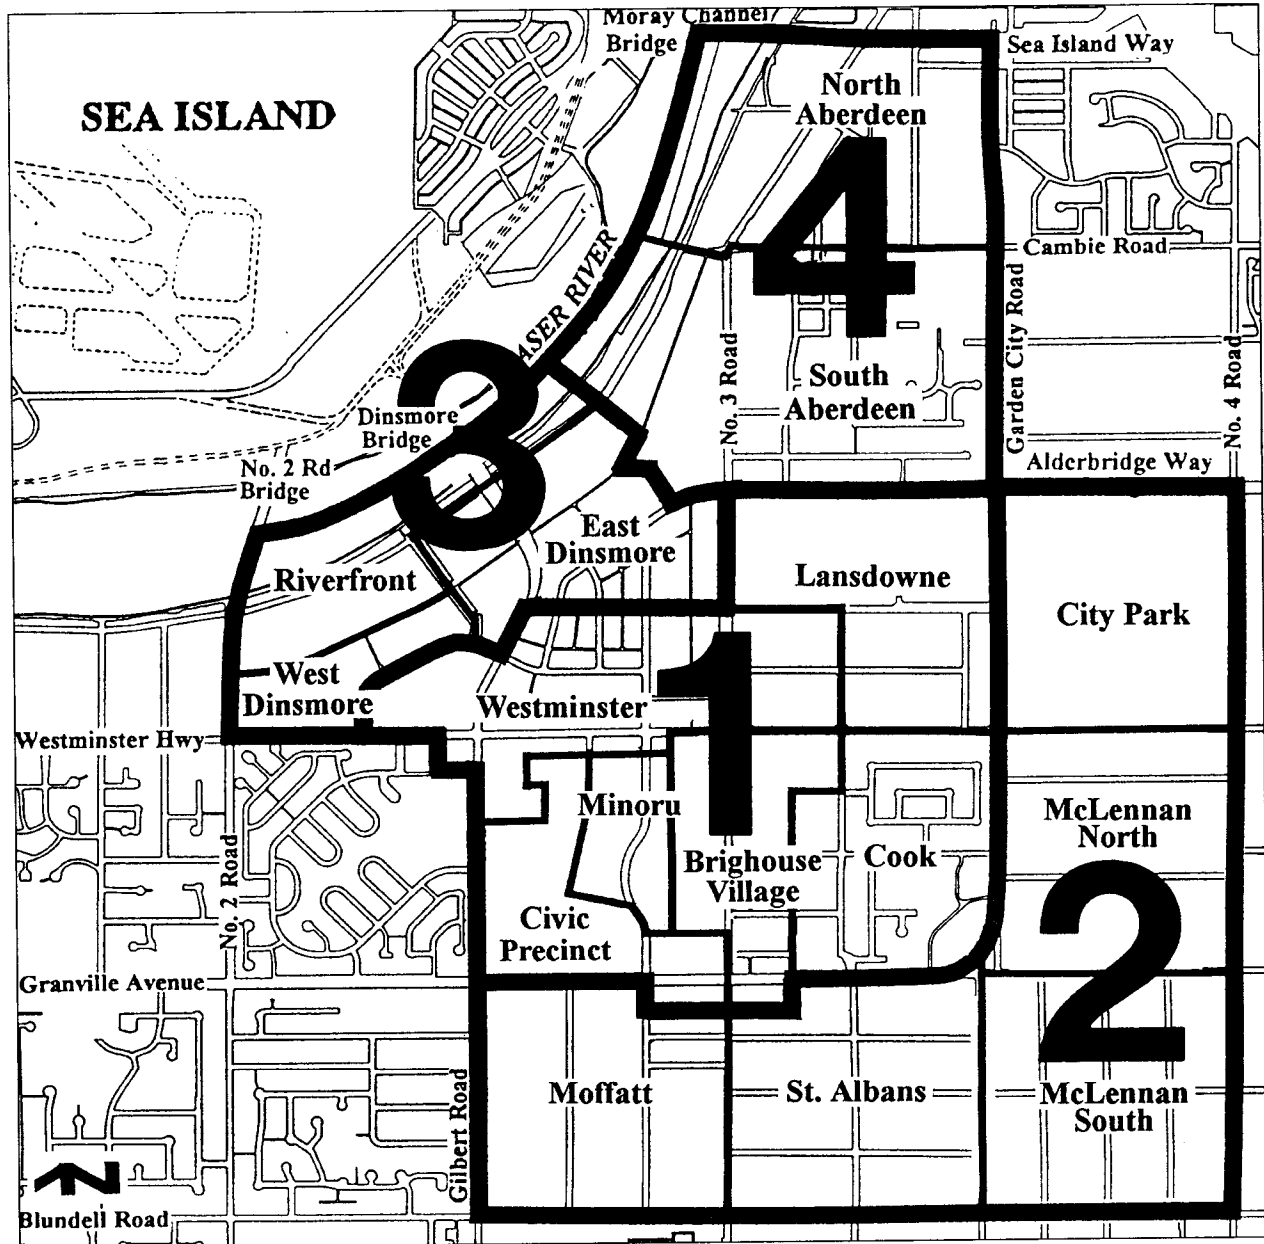 Moray Channel
Bridge
Sea Island Way
SEA ISLAND
North
Aberdeen
4
Cambie Road
FRASER RIVER
Garden City Road
No. 3 Road
No. 4 Road
South
Aberdeen
3
Dinsmore
Bridge
No. 2 Rd
Bridge
Alderbridge Way
East
Dinsmore
Riverfront
Lansdowne
City Park
West
Dinsmore
Westminster
1
Westminster Hwy
Minoru
McLennan
North
Brighouse
Village
Cook
No. 2 Road
2
Civic
Precinct
Granville Avenue
Moffatt
St. Albans
McLennan
South
Gilbert Road
N
Blundell Road